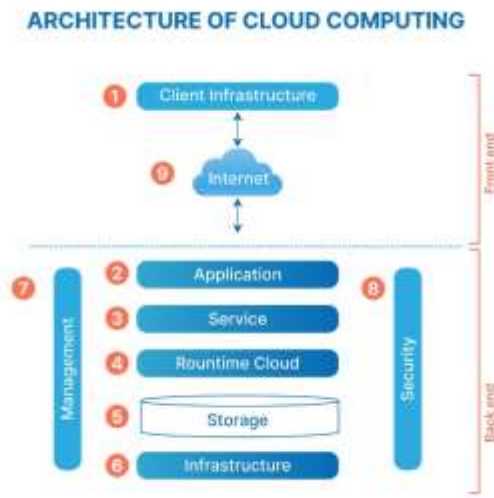 ARCHITECTURE OF CLOUD COMPUTING
1 Client Infrastructure
9 Internet
Front end
2 Application
7 Management
8 Security
3 Service
4 Rountime Cloud
5 Storage
6 Infrastructure
Back end